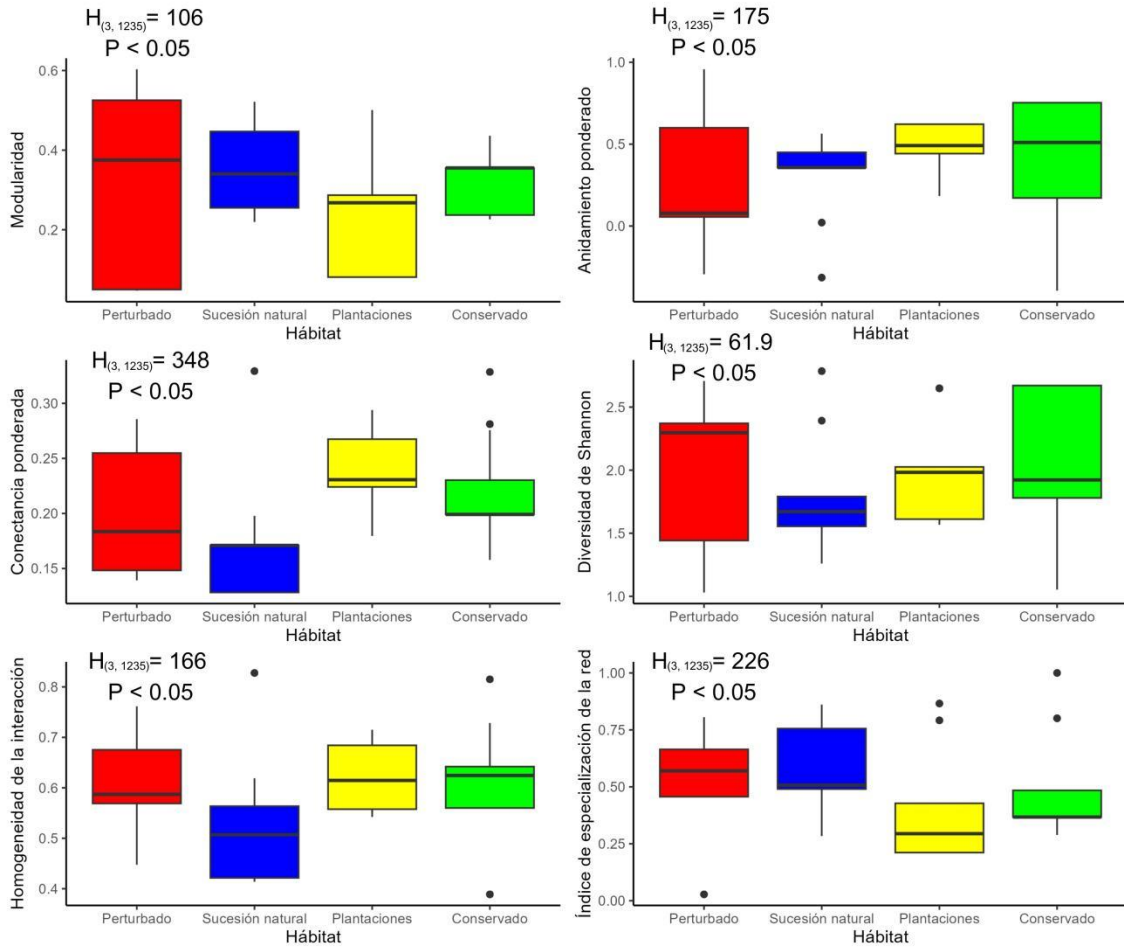 H(3, 1235)= 106
P < 0.05
Modularidad
0.6
0.4
0.2
Perturbado Sucesión natural Plantaciones Conservado
Hábitat
H(3, 1235)= 175
P < 0.05
Anidamiento ponderado
1.0
0.5
0.0
Perturbado Sucesión natural Plantaciones Conservado
Hábitat
H(3, 1235)= 348
P < 0.05
Conectancia ponderada
0.30
0.25
0.20
0.15
Perturbado Sucesión natural Plantaciones Conservado
Hábitat
H(3, 1235)= 61.9
P < 0.05
Diversidad de Shannon
2.5
2.0
1.5
1.0
Perturbado Sucesión natural Plantaciones Conservado
Hábitat
H(3, 1235)= 166
P < 0.05
Homogeneidad de la interacción
0.8
0.7
0.6
0.5
0.4
Perturbado Sucesión natural Plantaciones Conservado
Hábitat
H(3, 1235)= 226
P < 0.05
Índice de especialización de la red
1.00
0.75
0.50
0.25
0.00
Perturbado Sucesión natural Plantaciones Conservado
Hábitat